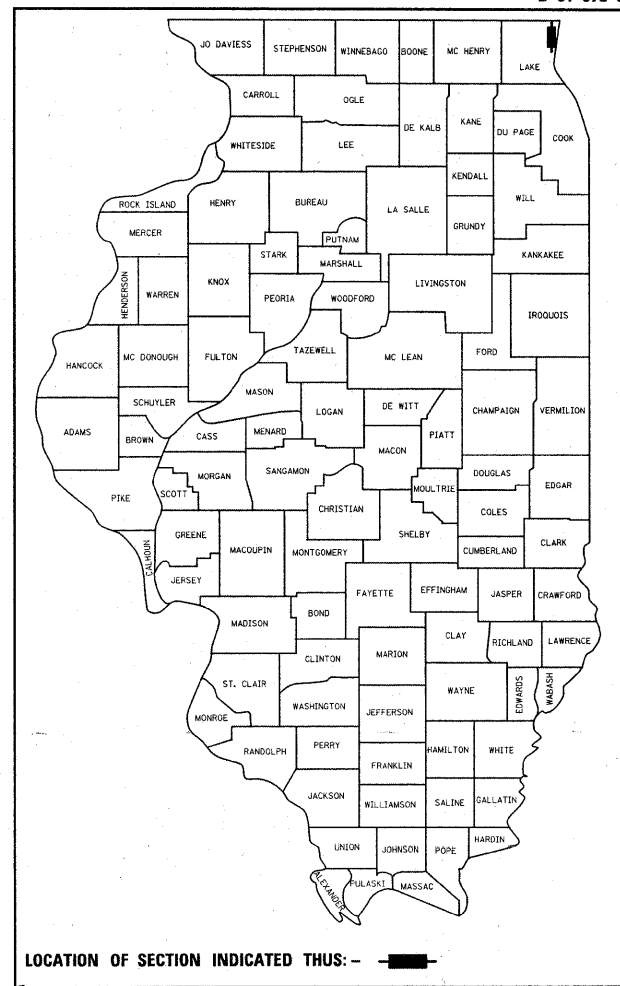 JO DAVIESS STEPHENSON WINNEBAGO BOONE MC HENRY LAKE
CARROLL OGLE DE KALB KANE DU PAGE COOK
WHITESIDE LEE
KENDALL WILL
ROCK ISLAND HENRY BUREAU LA SALLE GRUNDY
MERCER PUTNAM
STARK MARSHALL KANKAKEE
HENDERSON WARREN KNOX PEORIA WOODFORD LIVINGSTON IROQUOIS
HANCOCK MC DONOUGH FULTON TAZEWELL MC LEAN FORD
MASON
SCHUYLER LOGAN DE WITT CHAMPAIGN VERMILION
ADAMS BROWN CASS MENARD MACON PIATT
MORGAN SANGAMON DOUGLAS EDGAR
PIKE SCOTT CHRISTIAN MOULTRIE COLES
GREENE MACOUPIN MONTGOMERY SHELBY CUMBERLAND CLARK
CALHOUN JERSEY
FAYETTE EFFINGHAM JASPER CRAWFORD
MADISON BOND CLAY RICHLAND LAWRENCE
CLINTON MARION
ST. CLAIR WAYNE EDWARDS WABASH
MONROE WASHINGTON JEFFERSON
RANDOLPH PERRY HAMILTON WHITE
FRANKLIN
JACKSON WILLIAMSON SALINE GALLATIN
UNION JOHNSON POPE HARDIN
ALEXANDER PULASKI MASSAC
LOCATION OF SECTION INDICATED THUS: -